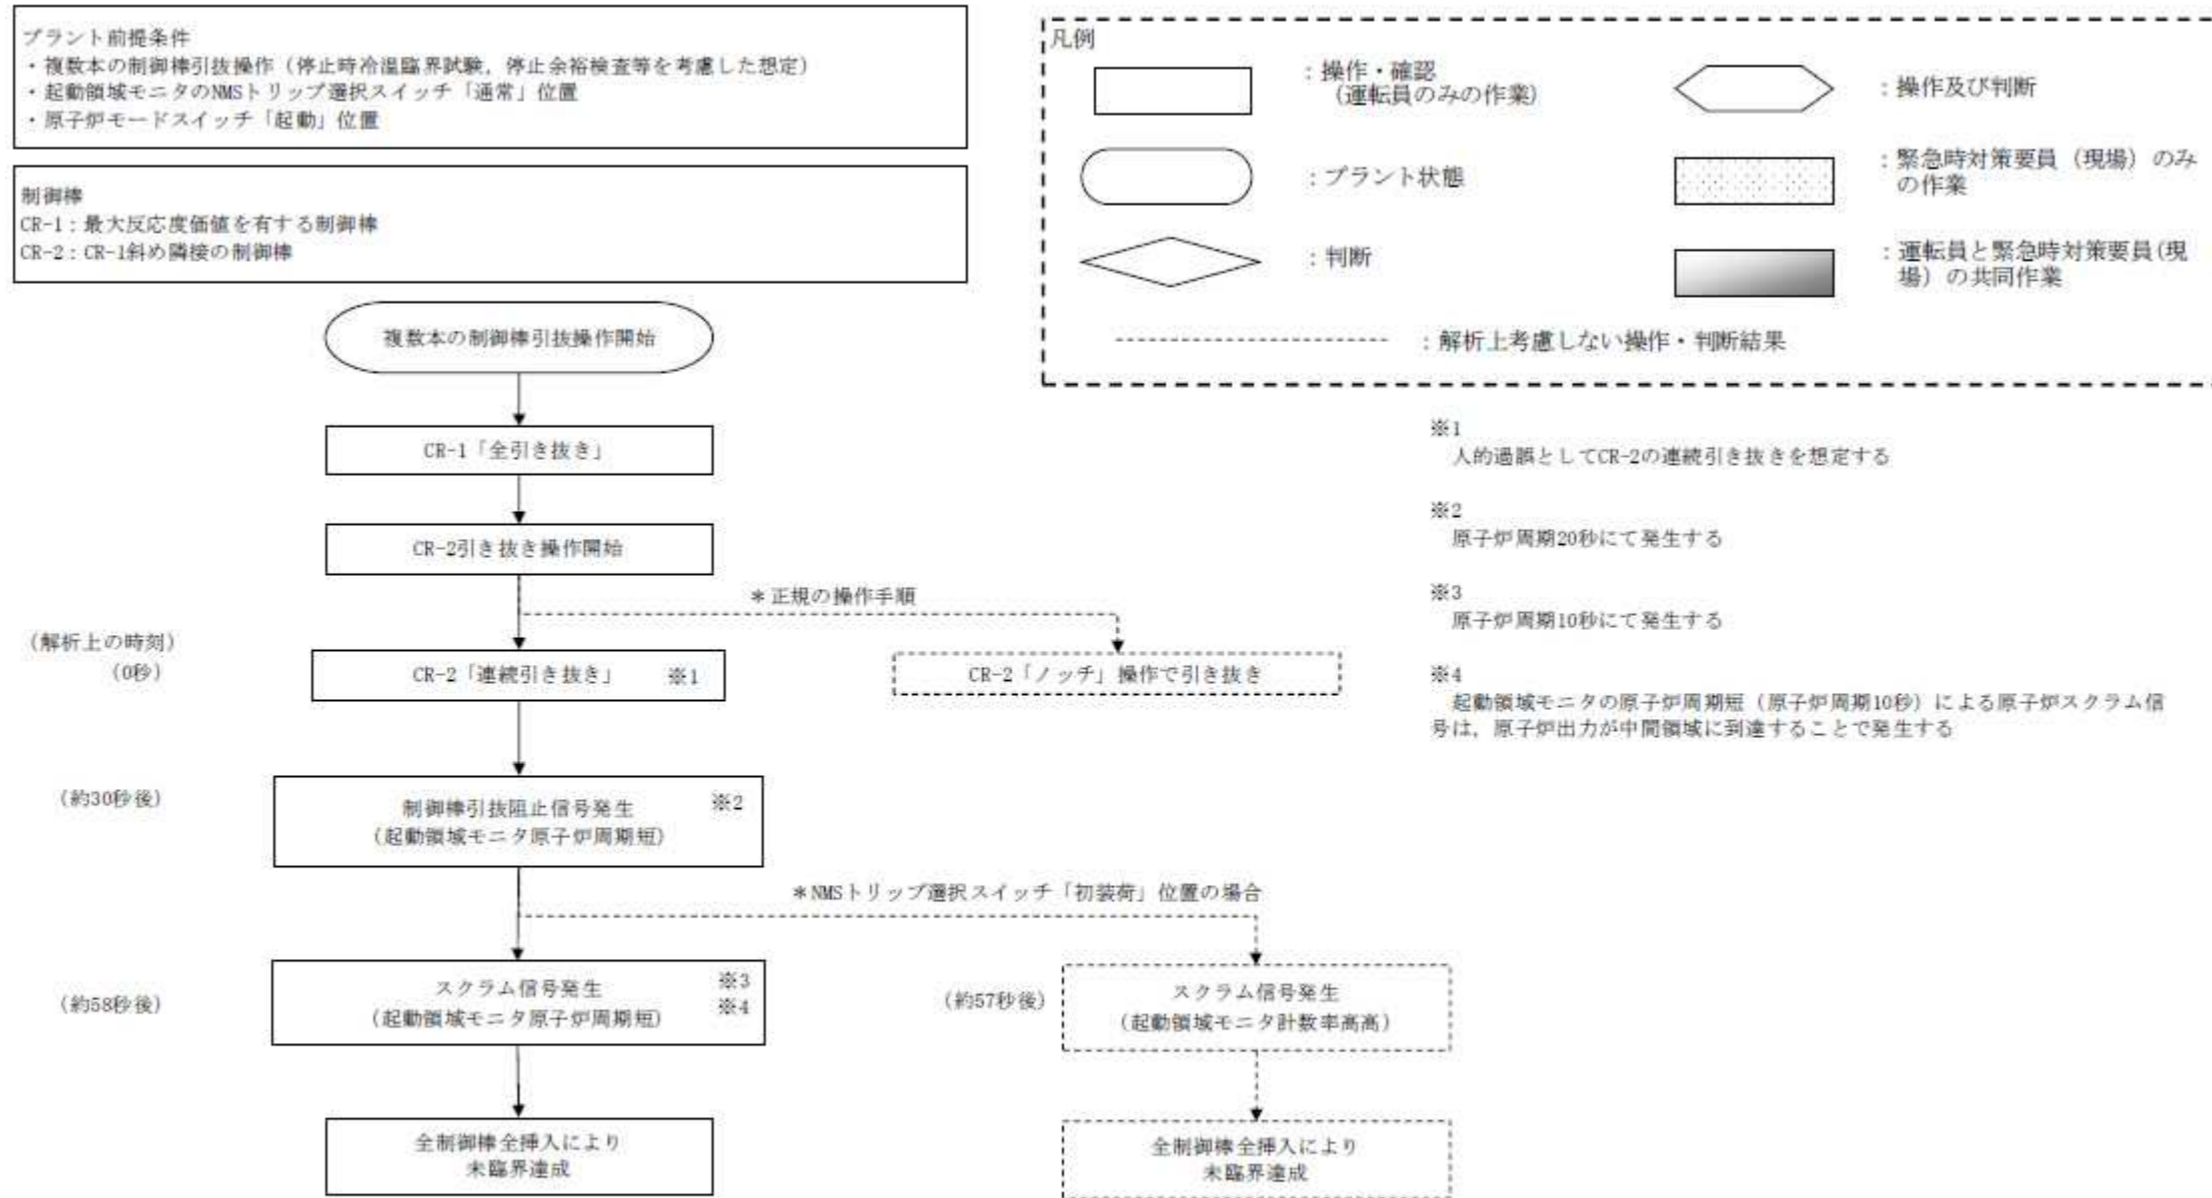 プラント前提条件
・複数本の制御棒引抜操作（停止時冷温臨界試験，停止余裕検査等を考慮した想定）
・起動領域モニタのNMSトリップ選択スイッチ「通常」位置
・原子炉モードスイッチ「起動」位置
制御棒
CR-1：最大反応度価値を有する制御棒
CR-2：CR-1斜め隣接の制御棒
凡例
：操作・確認
（運転員のみの作業）
：操作及び判断
：プラント状態
：緊急時対策要員（現場）のみ
の作業
：判断
：運転員と緊急時対策要員(現
場）の共同作業
：解析上考慮しない操作・判断結果
複数本の制御棒引抜操作開始
CR-1「全引き抜き」
CR-2引き抜き操作開始
＊正規の操作手順
（解析上の時刻）
（0秒）
CR-2「連続引き抜き」 ※1
CR-2「ノッチ」操作で引き抜き
（約30秒後）
制御棒引抜阻止信号発生 ※2
（起動領域モニタ原子炉周期短）
＊NMSトリップ選択スイッチ「初装荷」位置の場合
（約58秒後）
スクラム信号発生 ※3
（起動領域モニタ原子炉周期短） ※4
（約57秒後）
スクラム信号発生
（起動領域モニタ計数率高高）
全制御棒全挿入により
未臨界達成
全制御棒全挿入により
未臨界達成
※1
人的過誤としてCR-2の連続引き抜きを想定する
※2
原子炉周期20秒にて発生する
※3
原子炉周期10秒にて発生する
※4
起動領域モニタの原子炉周期短（原子炉周期10秒）による原子炉スクラム信
号は，原子炉出力が中間領域に到達することで発生する